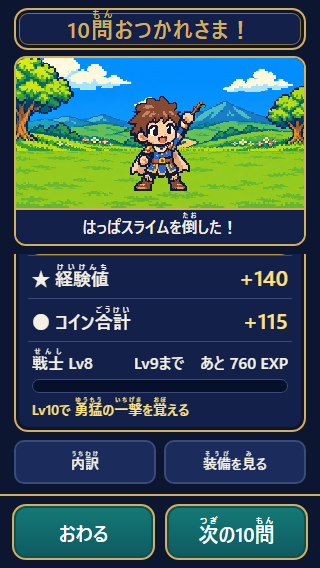 10問おつかれさま！
はっぱスライムを倒した！
★ 経験値 +140
● コイン合計 +115
戦士 Lv8 Lv9まで あと 760 EXP
Lv10で 勇猛の一撃を覚える
内訳 装備を見る
おわる 次の10問